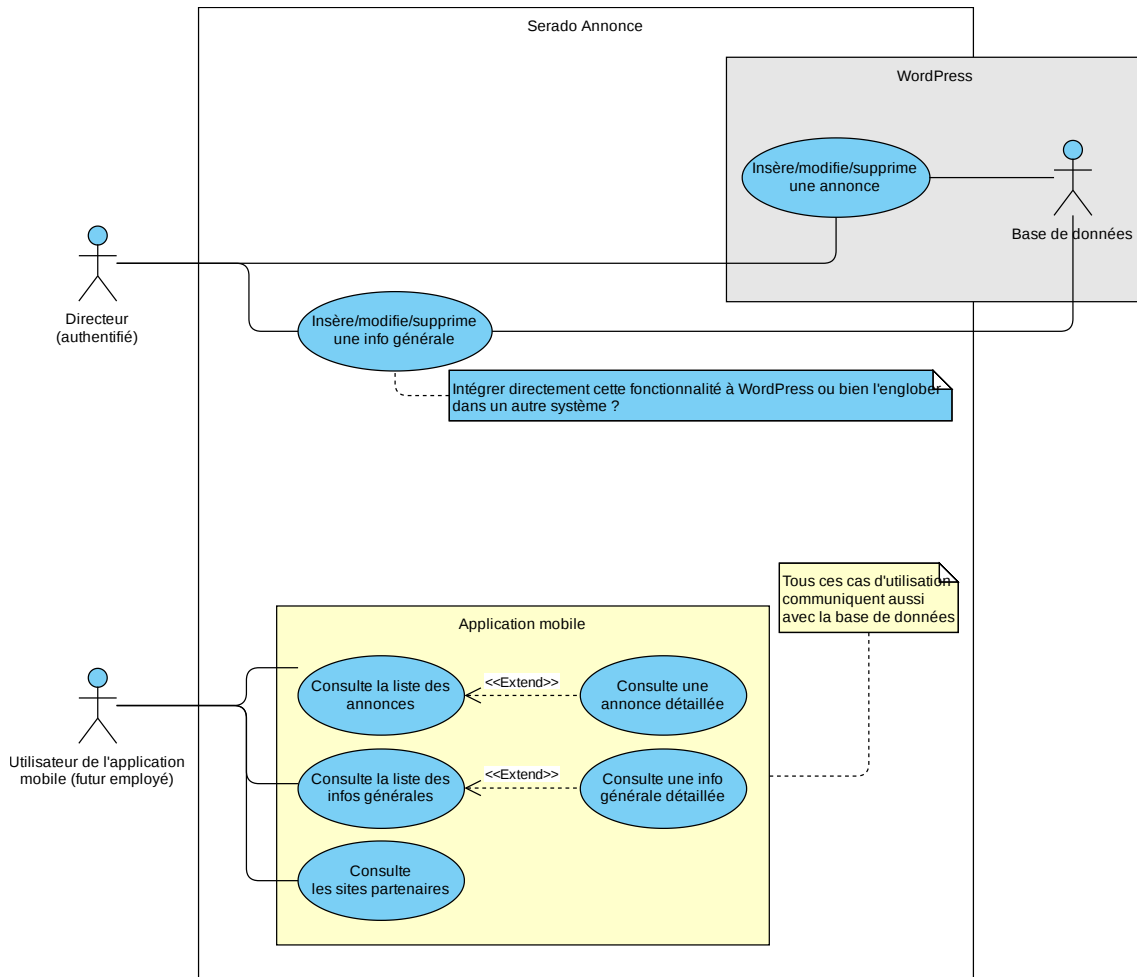 Serado Annonce
WordPress
Insère/modifie/supprime
une annonce
Base de données
Directeur
(authentifié)
Insère/modifie/supprime
une info générale
Intégrer directement cette fonctionnalité à WordPress ou bien l'englober
dans un autre système ?
Tous ces cas d'utilisation
communiquent aussi
avec la base de données
Application mobile
Utilisateur de l'application
mobile (futur employé)
Consulte la liste des
annonces
<<Extend>>
Consulte une
annonce détaillée
Consulte la liste des
infos générales
<<Extend>>
Consulte une info
générale détaillée
Consulte
les sites partenaires